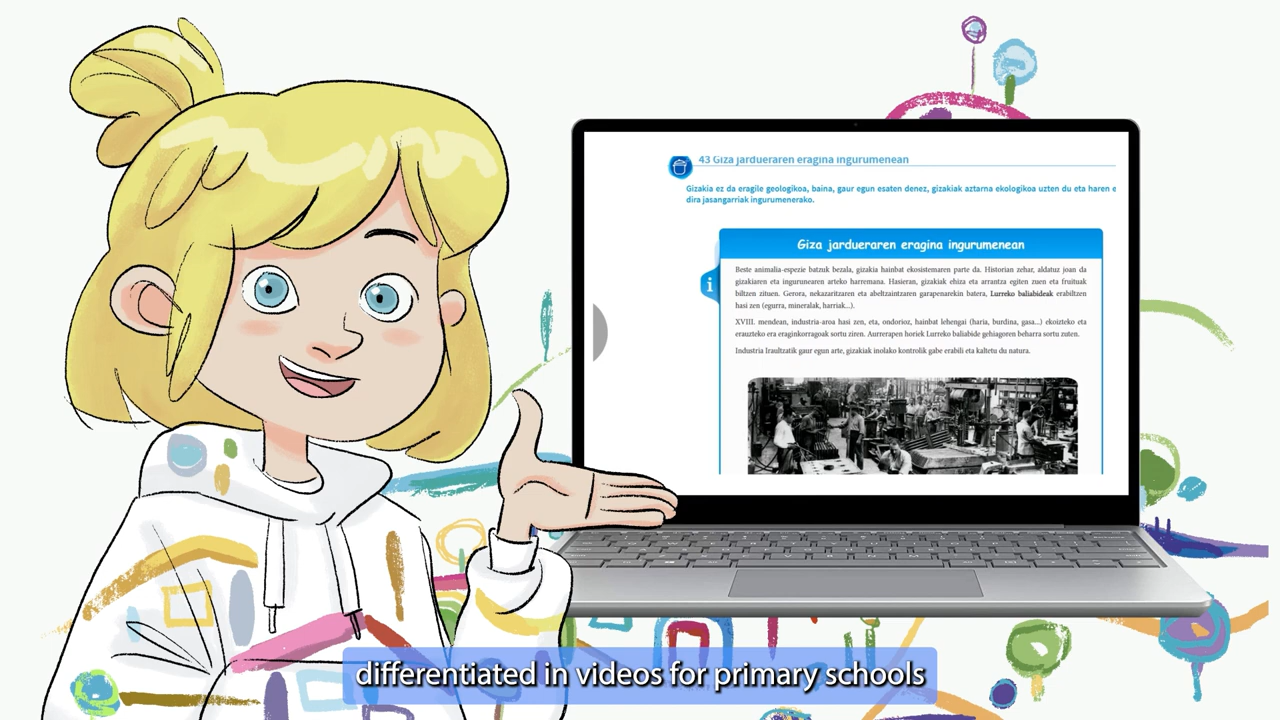 43 Giza jardueraren eragina ingurumenean
Gizakia ez da eragile geologikoa, baina, gaur egun esaten denez, gizakiak aztarna ekologikoa uzten du eta haren e
dira jasangarriak ingurumenerako.
Giza jardueraren eragina ingurumenean
i
Beste animalia-espezie batzuk bezala, gizakia hainbat ekosistemaren parte da. Historian zehar, aldatuz joan da
gizakiaren eta ingurunearen arteko harremana. Hasieran, gizakiak ehiza eta arrantza egiten zuen eta fruituak
biltzen zituen. Gerora, nekazaritzaren eta abeltzaintzaren garapenarekin batera, Lurreko baliabideak erabiltzen
hasi zen (egurra, mineralak, harriak...).
XVIII. mendean, industria-aroa hasi zen, eta, ondorioz, hainbat lehengai (haria, burdina, gasa...) ekoizteko eta
erauzteko era eraginkorragoak sortu ziren. Aurrerapen horiek Lurreko baliabide gehiagoren beharra sortu zuten.
Industria Iraultzatik gaur egun arte, gizakiak inolako kontrolik gabe erabili eta kaltetu du natura.
differentiated in videos for primary schools